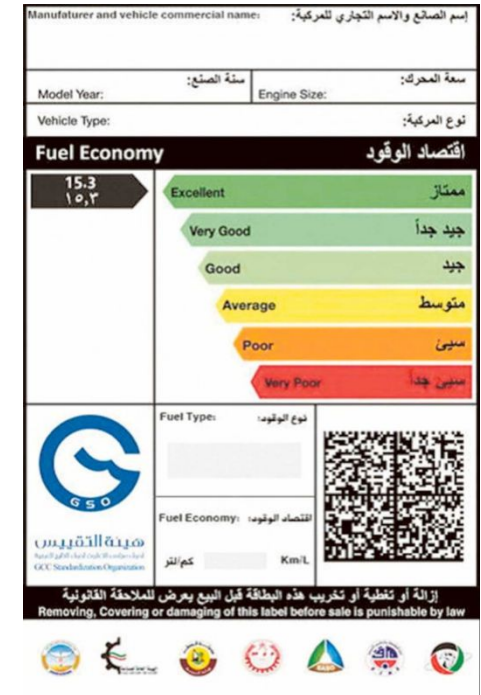 Manufaturer and vehicle commercial name: إسم الصانع والاسم التجاري للمركبة:
Model Year: سنة الصنع:
Engine Size: سعة المحرك:
Vehicle Type: نوع المركبة:
Fuel Economy اقتصاد الوقود
15.3
١٥,٣
Excellent ممتاز
Very Good جيد جداً
Good جيد
Average متوسط
Poor سيئ
Very Poor سيئ جداً
GSO
هيئة التقييس
GCC Standardization Organization
Fuel Type: نوع الوقود:
Fuel Economy: اقتصاد الوقود:
كم/لتر Km/L
إزالة أو تغطية أو تخريب هذه البطاقة قبل البيع يعرض للملاحقة القانونية
Removing, Covering or damaging of this label before sale is punishable by law